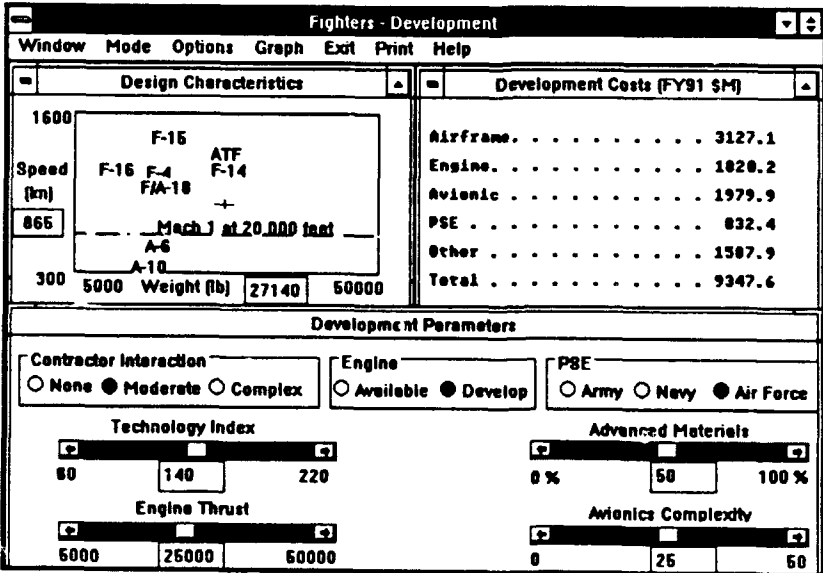 Fighters - Development
Window Mode Options Graph Exit Print Help
Design Characteristics
1600
Speed
(kn)
865
300
F-15
ATF
F-16 F-4 F-14
F/A-18
Mach 1 at 20,000 feet
A-6
A-10
5000 Weight (lb) 27140 50000
Development Costs (FY91 $M)
Airframe. . . . . . . . . . . 3127.1
Engine. . . . . . . . . . . . 1820.2
Avionic . . . . . . . . . . . 1979.9
PSE . . . . . . . . . . . . . 832.4
Other . . . . . . . . . . . . 1587.9
Total . . . . . . . . . . . . 9347.6
Development Parameters
Contractor Interaction
None Moderate Complex
Engine
Available Develop
PSE
Army Navy Air Force
Technology Index
60 140 220
Advanced Materials
0 % 50 100 %
Engine Thrust
5000 25000 50000
Avionics Complexity
0 25 50